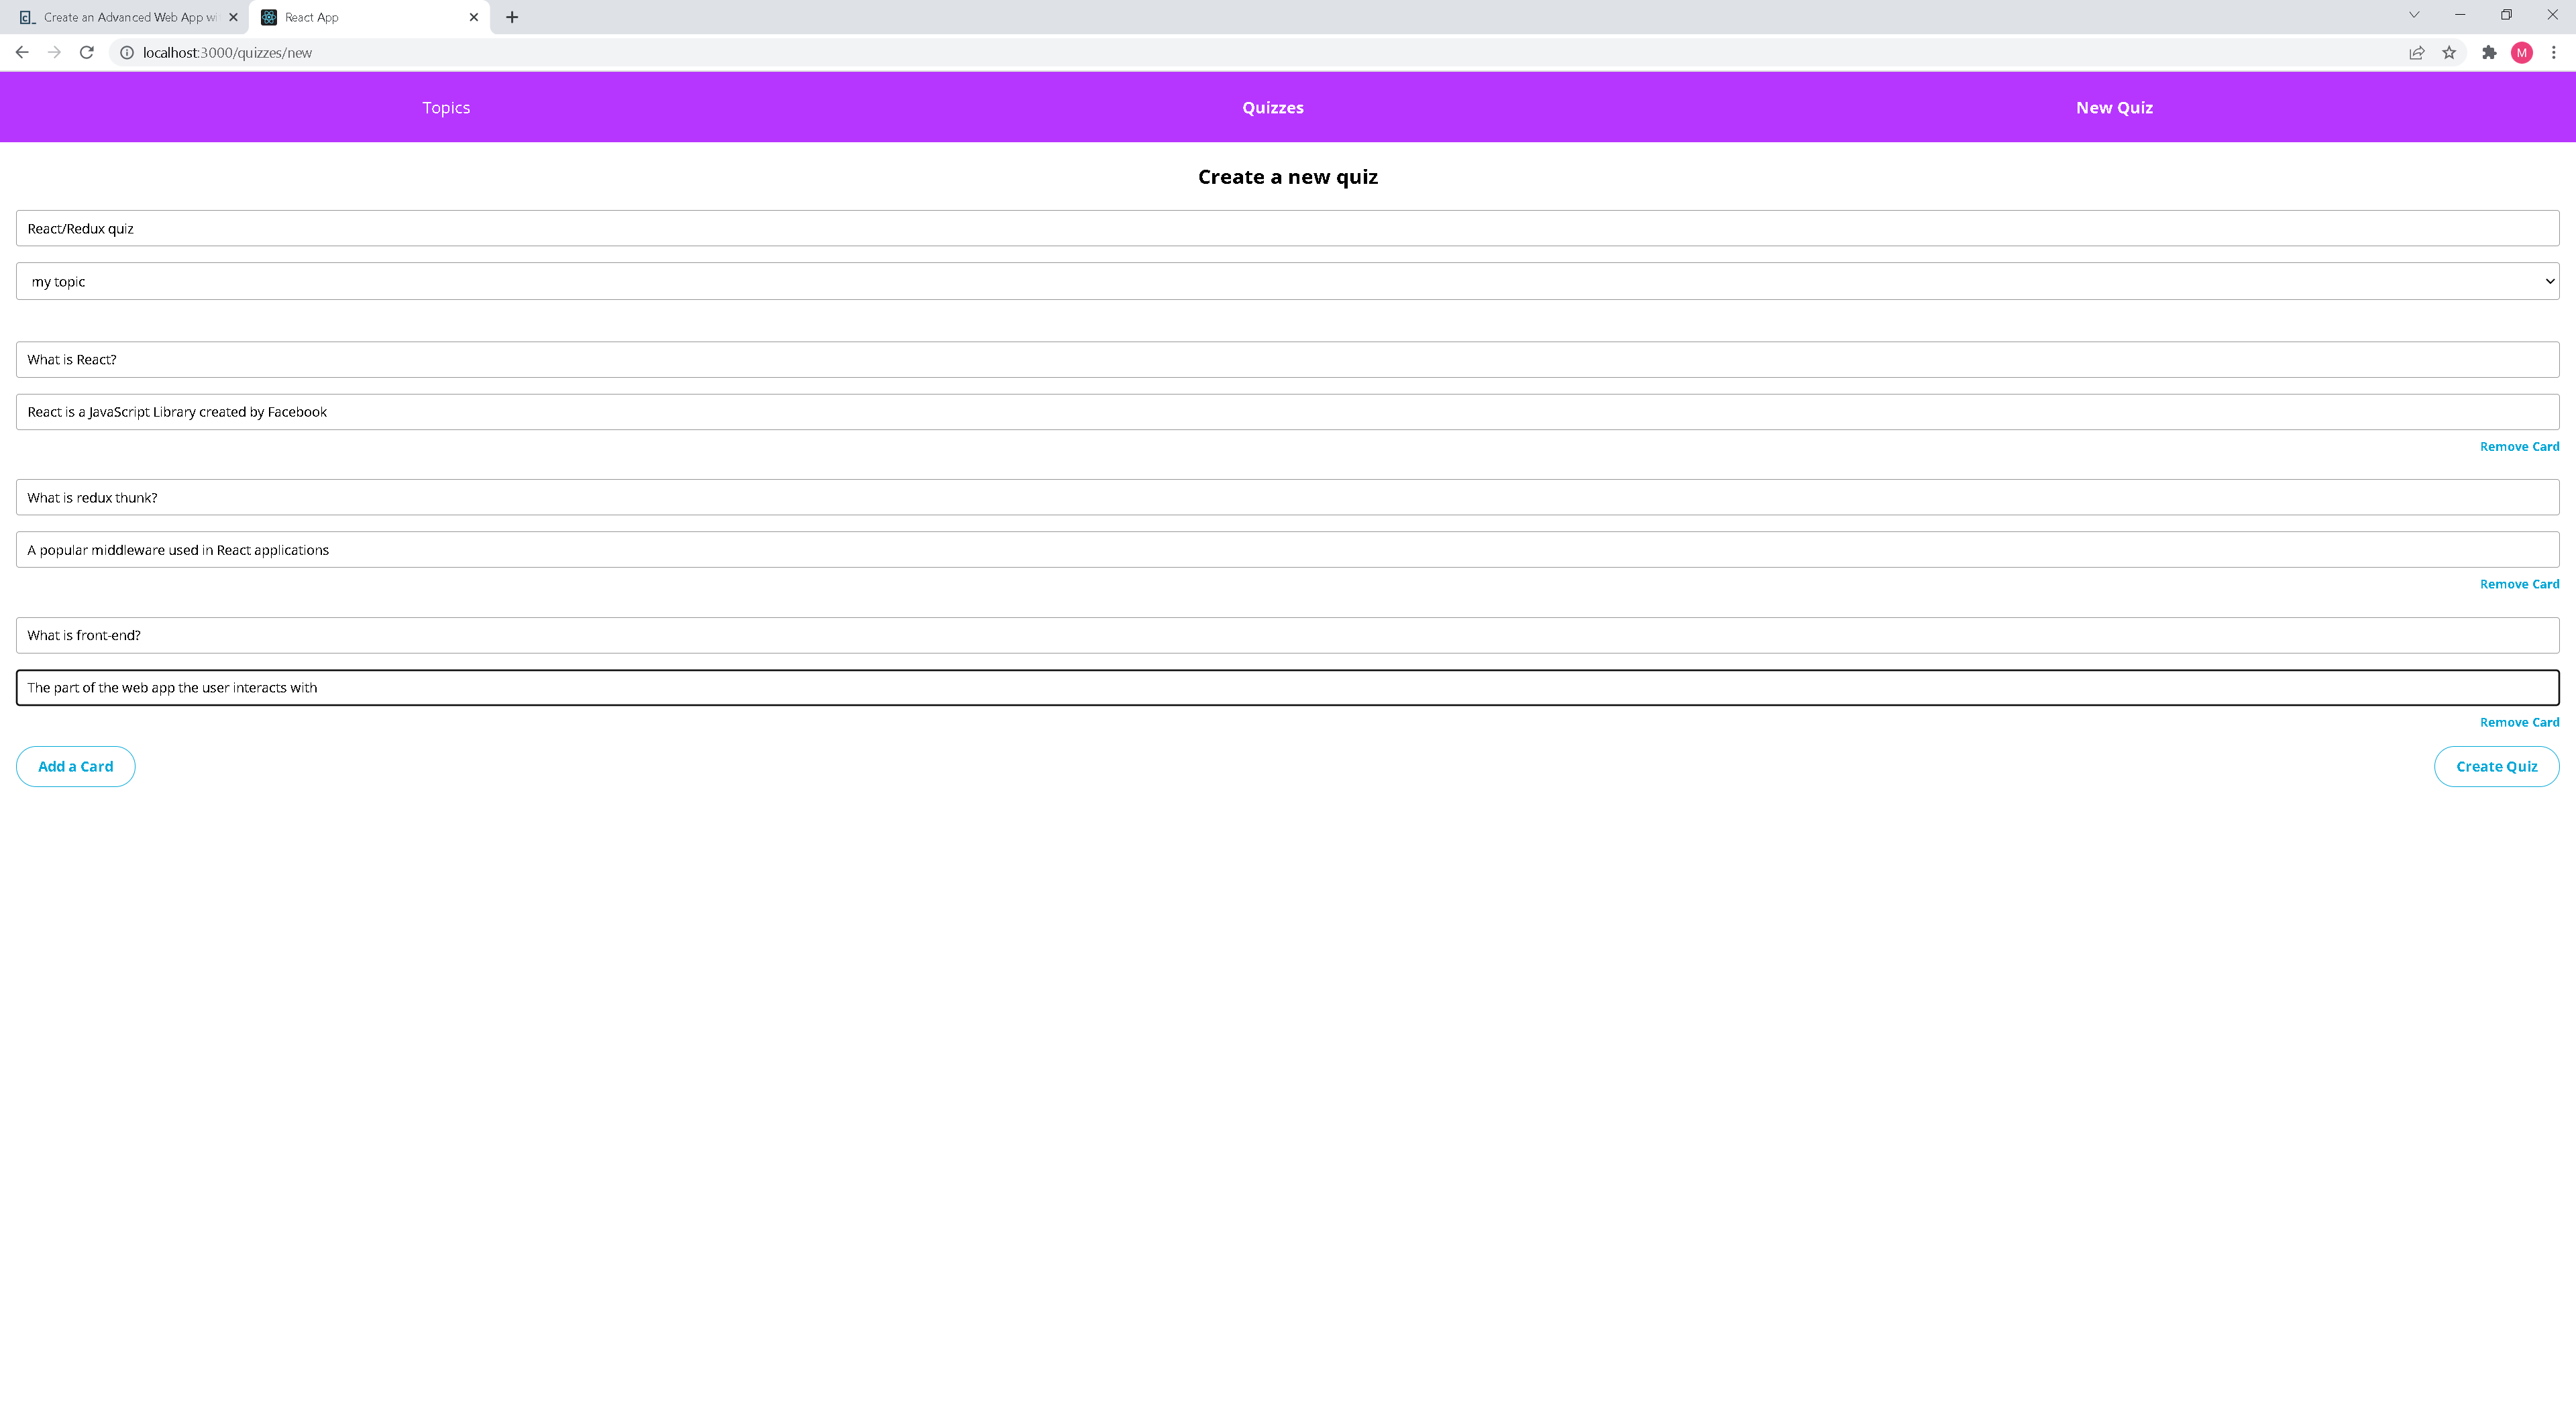 Create an Advanced Web App wi
React App
localhost:3000/quizzes/new
M
Topics Quizzes New Quiz
Create a new quiz
React/Redux quiz
my topic
What is React?
React is a JavaScript Library created by Facebook
Remove Card
What is redux thunk?
A popular middleware used in React applications
Remove Card
What is front-end?
The part of the web app the user interacts with
Remove Card
Add a Card Create Quiz